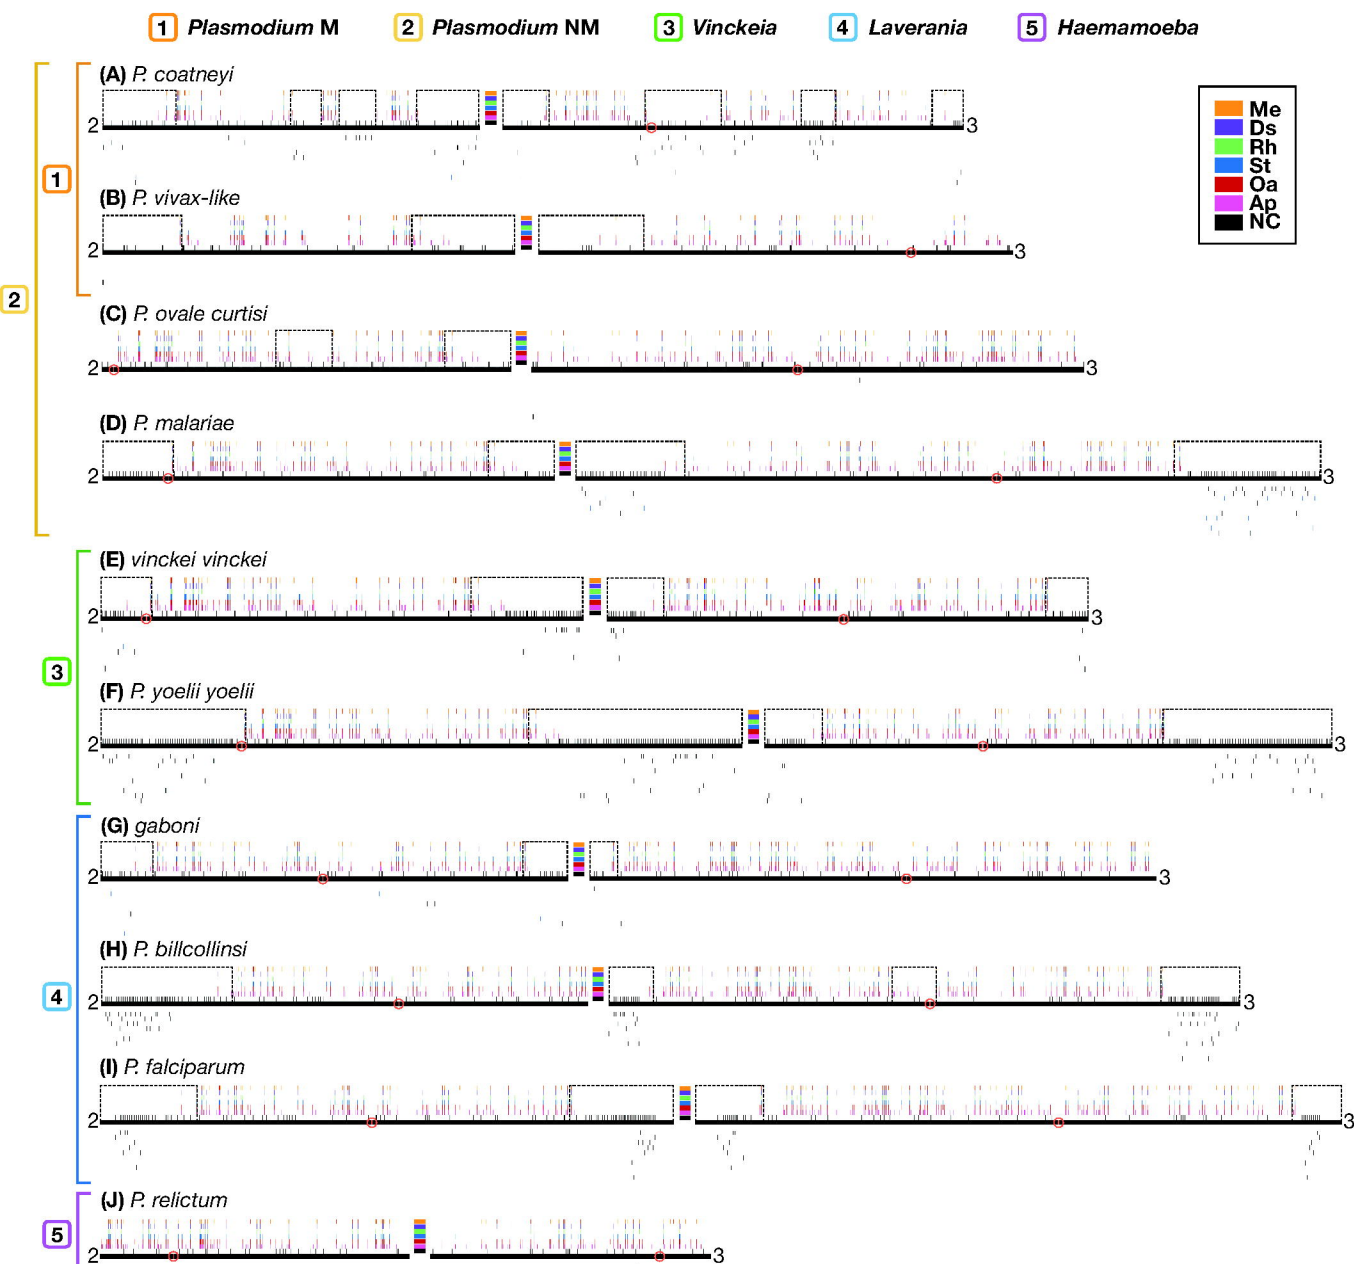 1 Plasmodium M 2 Plasmodium NM 3 Vinckeia 4 Laverania 5 Haemamoeba
Me
Ds
Rh
St
Oa
Ap
NC
2
1
(A) P. coatneyi
2 3
(B) P. vivax-like
2 3
(C) P. ovale curtisi
2 3
(D) P. malariae
2 3
3
(E) vinckei vinckei
2 3
(F) P. yoelii yoelii
2 3
4
(G) gaboni
2 3
(H) P. billcollinsi
2 3
(I) P. falciparum
2 3
5
(J) P. relictum
2 3